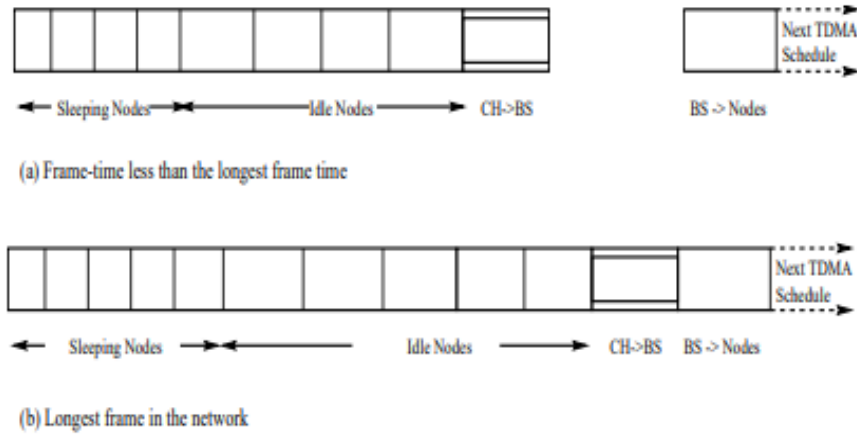 Next TDMA
Schedule
Sleeping Nodes Idle Nodes CH->BS BS -> Nodes
(a) Frame-time less than the longest frame time
Next TDMA
Schedule
Sleeping Nodes Idle Nodes CH->BS BS -> Nodes
(b) Longest frame in the network